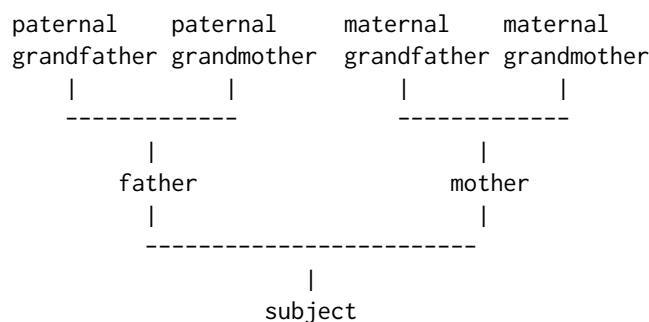 paternal paternal maternal maternal
grandfather grandmother grandfather grandmother
father mother
subject